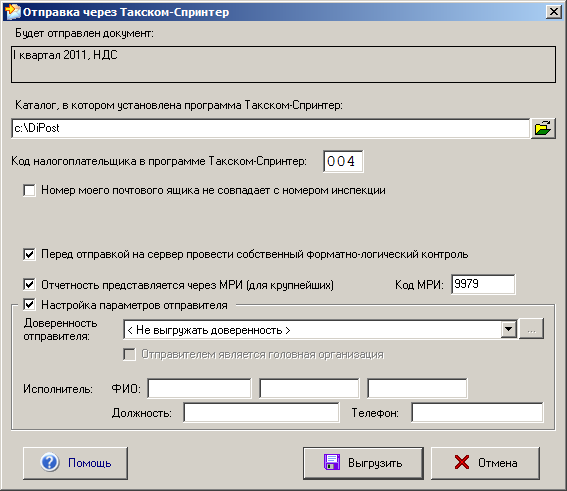 Отправка через Такском-Спринтер
Будет отправлен документ:
I квартал 2011, НДС
Каталог, в котором установлена программа Такском-Спринтер:
c:\DiPost
Код налогоплательщика в программе Такском-Спринтер: 004
Номер моего почтового ящика не совпадает с номером инспекции
Перед отправкой на сервер провести собственный форматно-логический контроль
Отчетность представляется через МРИ (для крупнейших) Код МРИ: 9979
Настройка параметров отправителя
Доверенность
отправителя: < Не выгружать доверенность > ...
Отправителем является головная организация
Исполнитель: ФИО:
Должность: Телефон:
Помощь Выгрузить Отмена